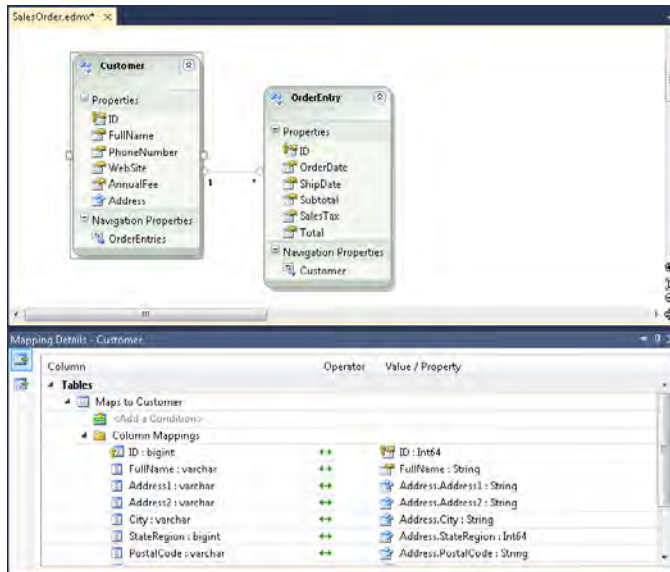 SalesOrder.edmx*
Customer
Properties
ID
FullName
PhoneNumber
WebSite
AnnualFee
Address
Navigation Properties
OrderEntries
1
*
OrderEntry
Properties
ID
OrderDate
ShipDate
Subtotal
SalesTax
Total
Navigation Properties
Customer
Mapping Details - Customer
Column Operator Value / Property
Tables
Maps to Customer
<Add a Condition>
Column Mappings
ID : bigint ID : Int64
FullName : varchar FullName : String
Address1 : varchar Address.Address1 : String
Address2 : varchar Address.Address2 : String
City : varchar Address.City : String
StateRegion : bigint Address.StateRegion : Int64
PostalCode : varchar Address.PostalCode : String